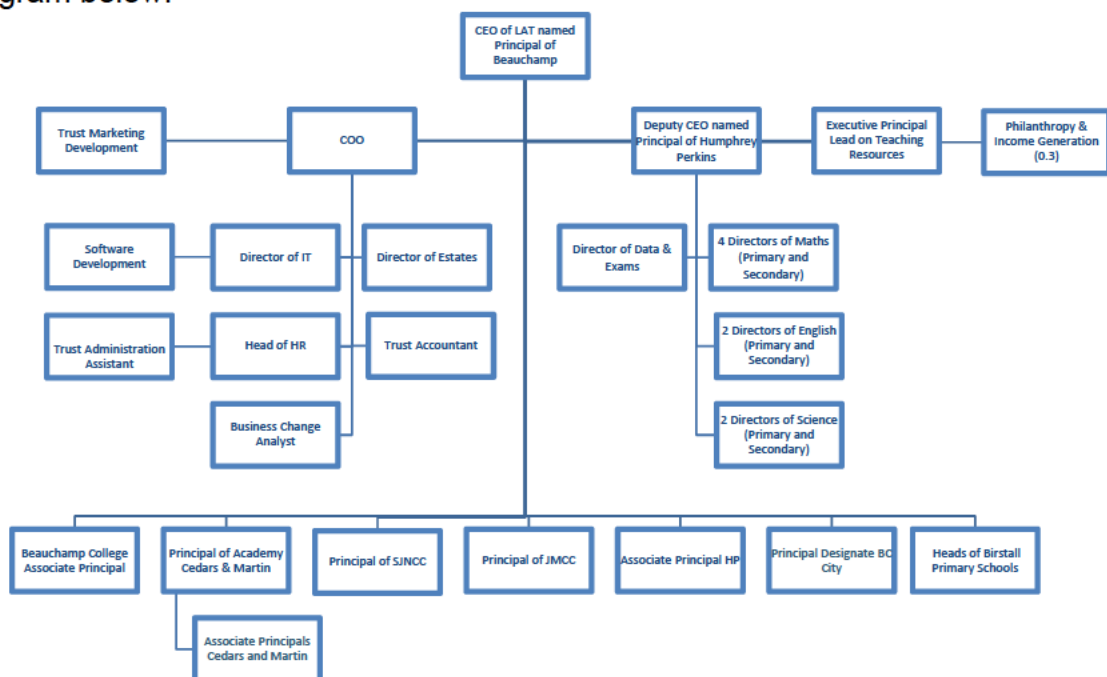 gram below.
CEO of LAT named
Principal of
Beauchamp
Trust Marketing
Development
COO
Deputy CEO named
Principal of Humphrey
Perkins
Executive Principal
Lead on Teaching
Resources
Philanthropy &
Income Generation
(0.3)
Software
Development
Director of IT
Director of Estates
Director of Data &
Exams
4 Directors of Maths
(Primary and
Secondary)
Trust Administration
Assistant
Head of HR
Trust Accountant
2 Directors of English
(Primary and
Secondary)
Business Change
Analyst
2 Directors of Science
(Primary and
Secondary)
Beauchamp College
Associate Principal
Principal of Academy
Cedars & Martin
Principal of SJNCC
Principal of JMCC
Associate Principal HP
Principal Designate BC
City
Heads of Birstall
Primary Schools
Associate Principals
Cedars and Martin